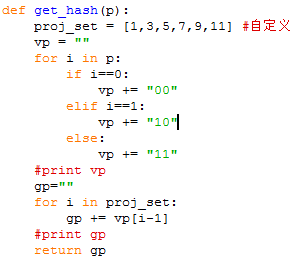 def get_hash(p):
    proj_set = [1,3,5,7,9,11] #自定义
    vp = ""
    for i in p:
        if i==0:
            vp += "00"
        elif i==1:
            vp += "10"
        else:
            vp += "11"
    #print vp
    gp=""
    for i in proj_set:
        gp += vp[i-1]
    #print gp
    return gp